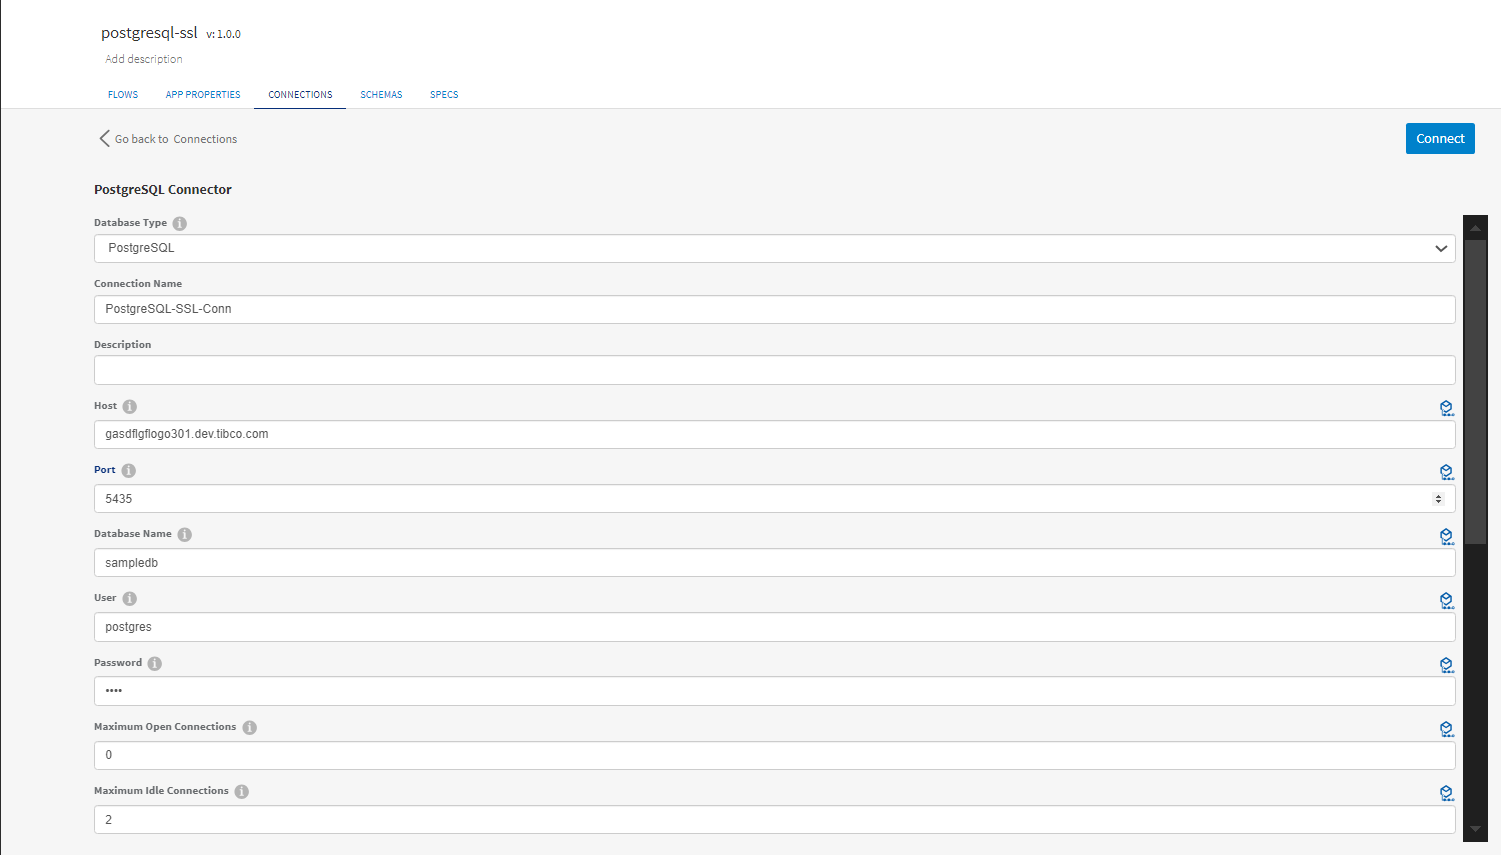 postgresql-ssl v: 1.0.0
Add description
FLOWS APP PROPERTIES CONNECTIONS SCHEMAS SPECS
Go back to Connections
Connect
PostgreSQL Connector
Database Type
PostgreSQL
Connection Name
PostgreSQL-SSL-Conn
Description
Host
gasdflgflogo301.dev.tibco.com
Port
5435
Database Name
sampledb
User
postgres
Password
••••
Maximum Open Connections
0
Maximum Idle Connections
2